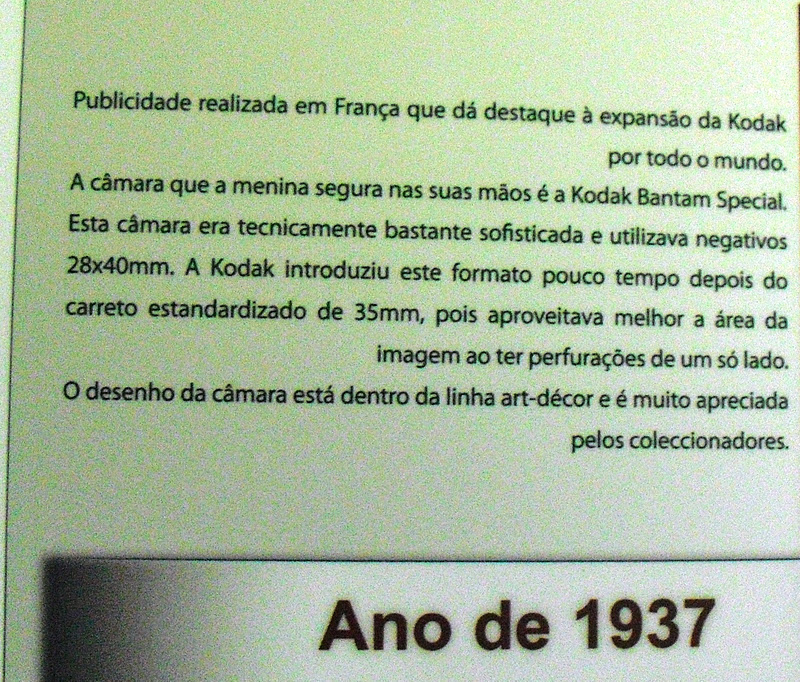 Publicidade realizada em França que dá destaque à expansão da Kodak
por todo o mundo.
A câmara que a menina segura nas suas mãos é a Kodak Bantam Special.
Esta câmara era tecnicamente bastante sofisticada e utilizava negativos
28x40mm. A Kodak introduziu este formato pouco tempo depois do
carreto estandardizado de 35mm, pois aproveitava melhor a área da
imagem ao ter perfurações de um só lado.
O desenho da câmara está dentro da linha art-décor e é muito apreciada
pelos coleccionadores.
Ano de 1937